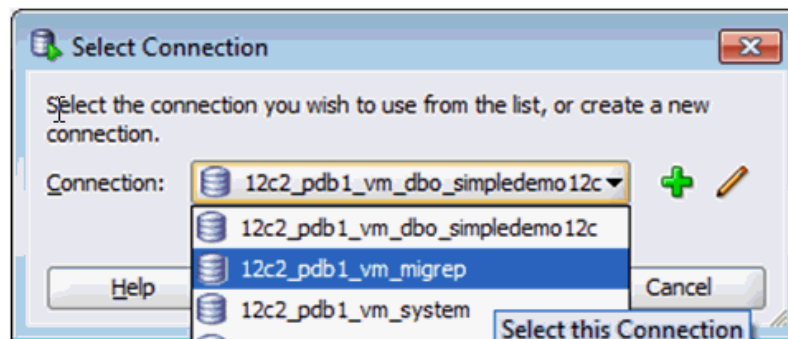 Select Connection
Select the connection you wish to use from the list, or create a new
connection.
Connection: 12c2_pdb1_vm_dbo_simpledemo12c
12c2_pdb1_vm_dbo_simpledemo12c
12c2_pdb1_vm_migrep
Help Cancel
12c2_pdb1_vm_system
Select this Connection